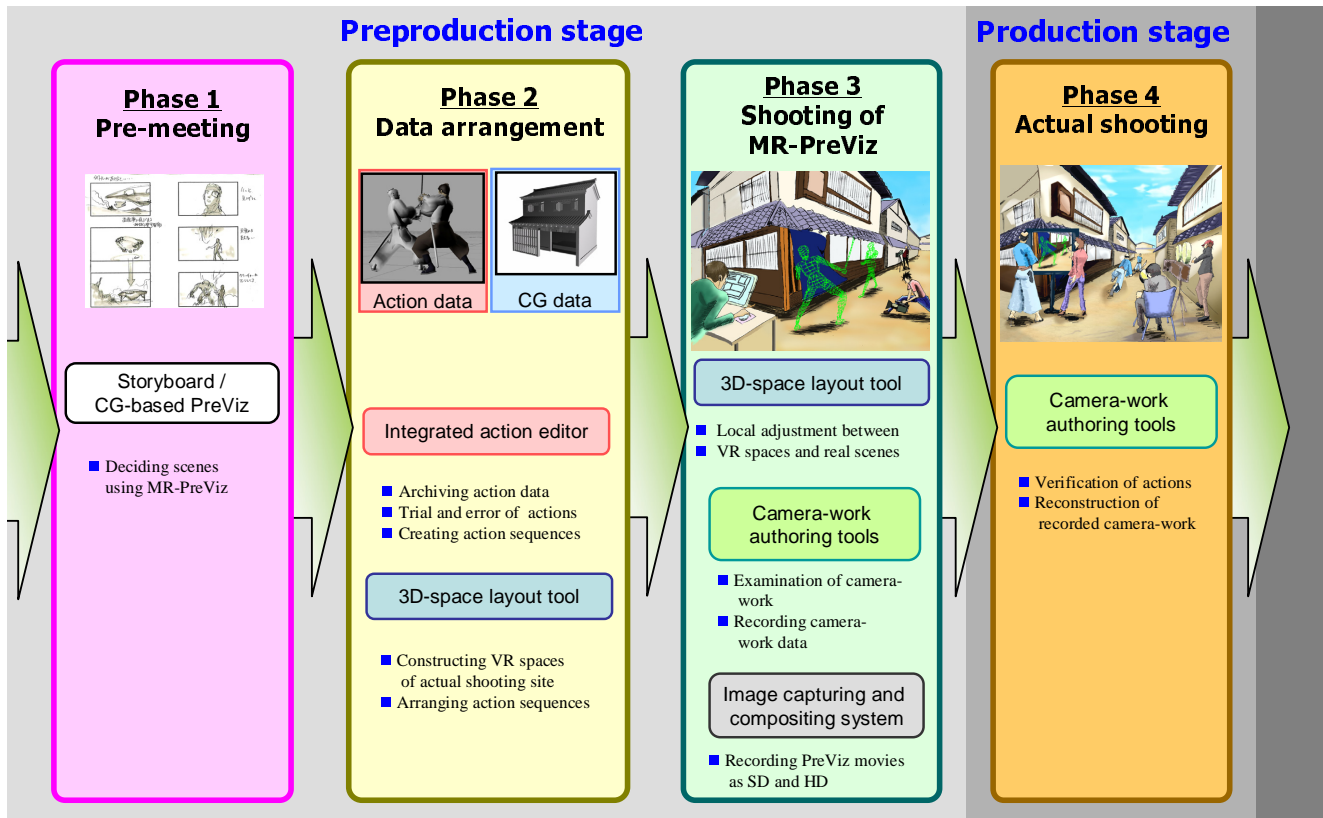 Preproduction stage
Production stage
Phase 1
Pre-meeting
Storyboard /
CG-based PreViz
Deciding scenes
using MR-PreViz
Phase 2
Data arrangement
Action data
CG data
Integrated action editor
Archiving action data
Trial and error of actions
Creating action sequences
3D-space layout tool
Constructing VR spaces
of actual shooting site
Arranging action sequences
Phase 3
Shooting of
MR-PreViz
3D-space layout tool
Local adjustment between
VR spaces and real scenes
Camera-work
authoring tools
Examination of camera-
work
Recording camera-
work data
Image capturing and
compositing system
Recording PreViz movies
as SD and HD
Phase 4
Actual shooting
Camera-work
authoring tools
Verification of actions
Reconstruction of
recorded camera-work